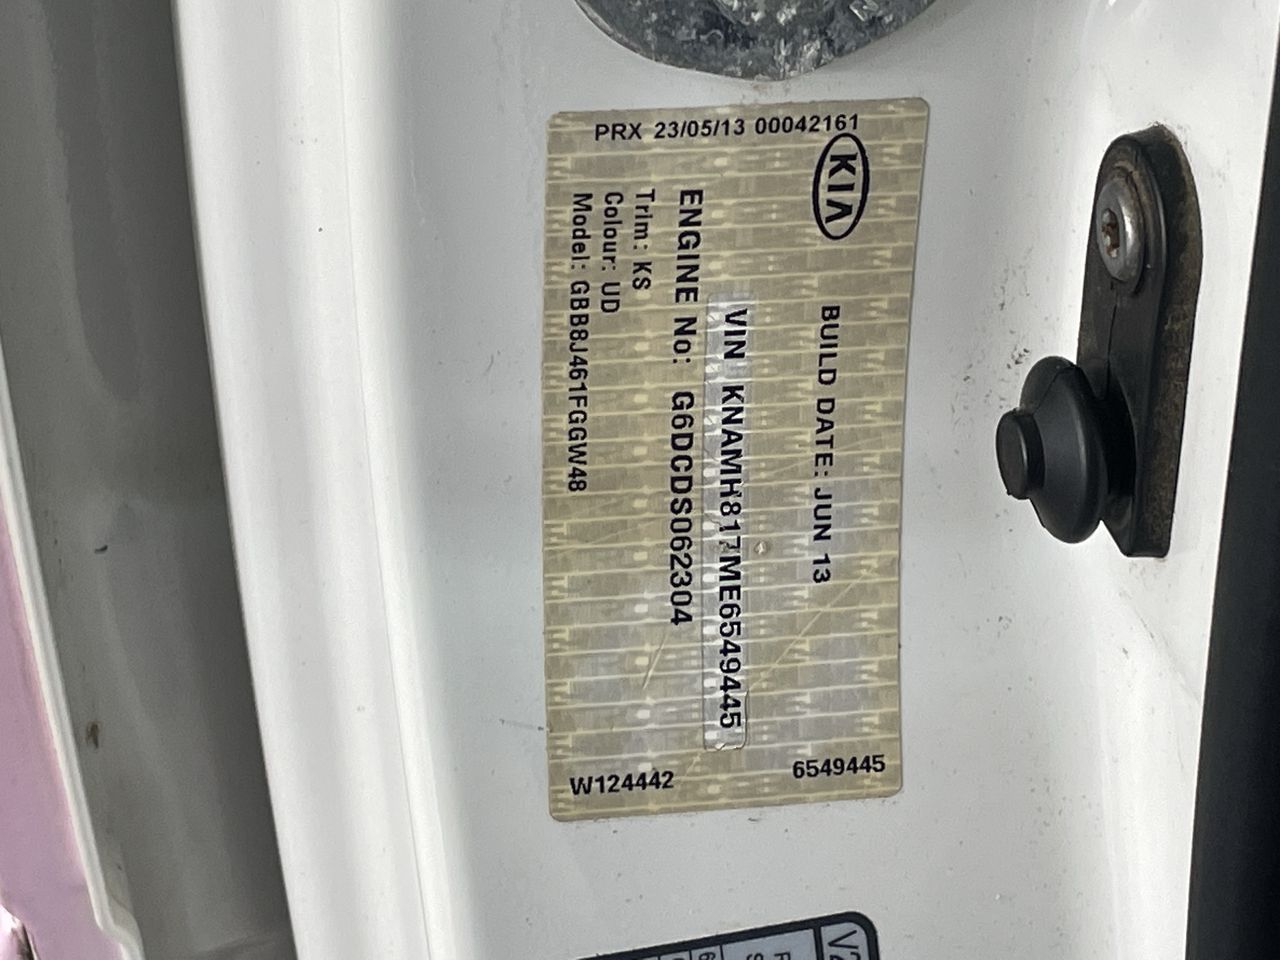 PRX 23/05/13 00042161
KIA
BUILD DATE: JUN 13
VIN KNAMH817ME6549445
ENGINE No: G6DCDS062304
Trim: KS
Colour: UD
Model: GBB8J461FGGW48
6549445
W124442